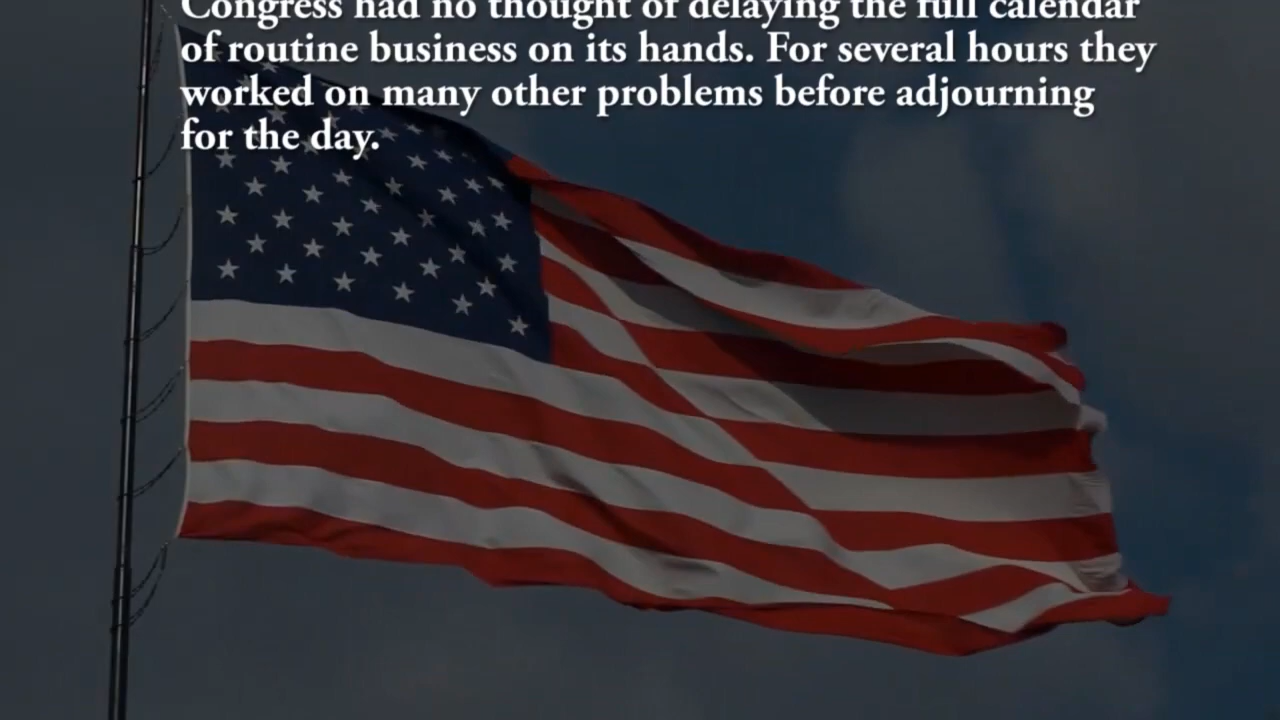 Congress had no thought of delaying the full calendar
of routine business on its hands. For several hours they
worked on many other problems before adjourning
for the day.